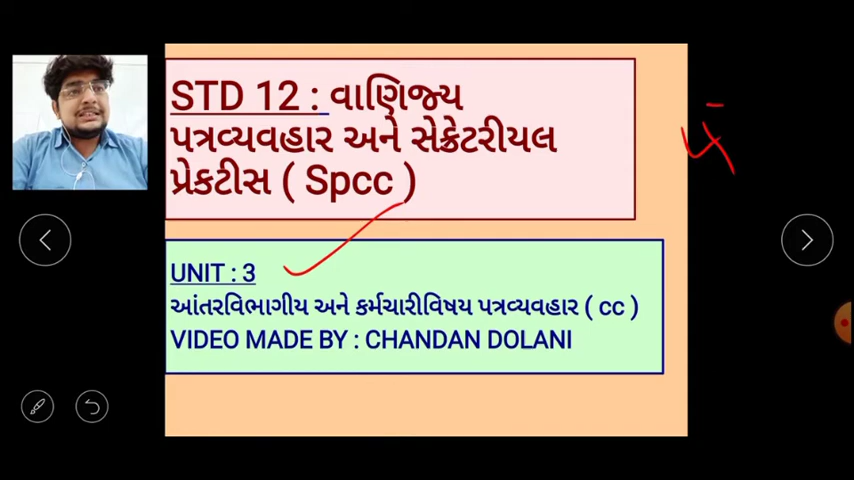 STD 12 : વાણિજ્ય
પત્રવ્યવહાર અને સેક્રેટરીયલ
પ્રેક્ટીસ ( Spcc )
UNIT : 3
આંતરવિભાગીય અને કર્મચારીવિષય પત્રવ્યવહાર ( cc )
VIDEO MADE BY : CHANDAN DOLANI